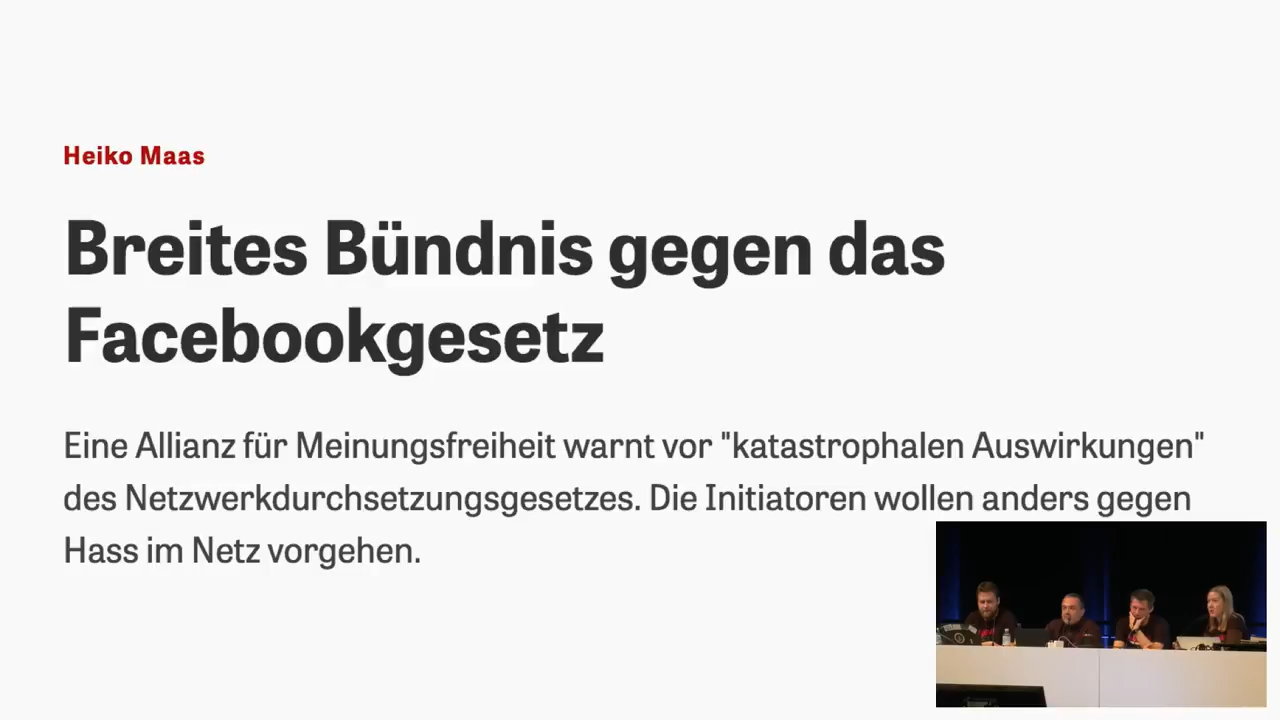 Heiko Maas
Breites Bündnis gegen das
Facebookgesetz
Eine Allianz für Meinungsfreiheit warnt vor "katastrophalen Auswirkungen"
des Netzwerkdurchsetzungsgesetzes. Die Initiatoren wollen anders gegen
Hass im Netz vorgehen.